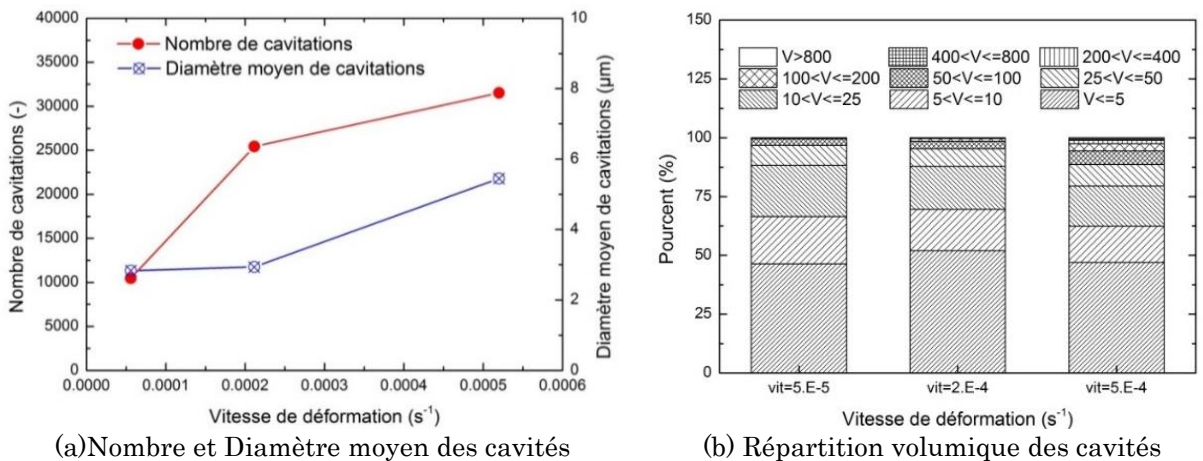 40000
35000
30000
25000
20000
15000
10000
5000
0
Nombre de cavitations (-)
Nombre de cavitations
Diamètre moyen de cavitations
10
8
6
4
2
0
Diamètre moyen de cavitations (µm)
0.0000 0.0001 0.0002 0.0003 0.0004 0.0005 0.0006
Vitesse de déformation (s⁻¹)
(a)Nombre et Diamètre moyen des cavités
150
125
100
75
50
25
0
Pourcent (%)
V>800 400<V<=800 200<V<=400
100<V<=200 50<V<=100 25<V<=50
10<V<=25 5<V<=10 V<=5
vit=5.E-5 vit=2.E-4 vit=5.E-4
Vitesse de déformation (s⁻¹)
(b) Répartition volumique des cavités